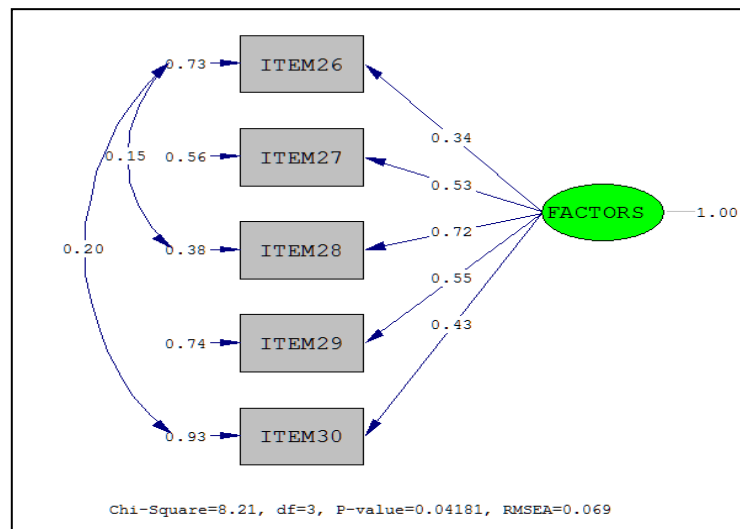 0.73 ITEM26
0.34
0.15 0.56 ITEM27
0.53
FACTORS 1.00
0.72
0.20 0.38 ITEM28
0.55
0.43
0.74 ITEM29
0.93 ITEM30
Chi-Square=8.21, df=3, P-value=0.04181, RMSEA=0.069